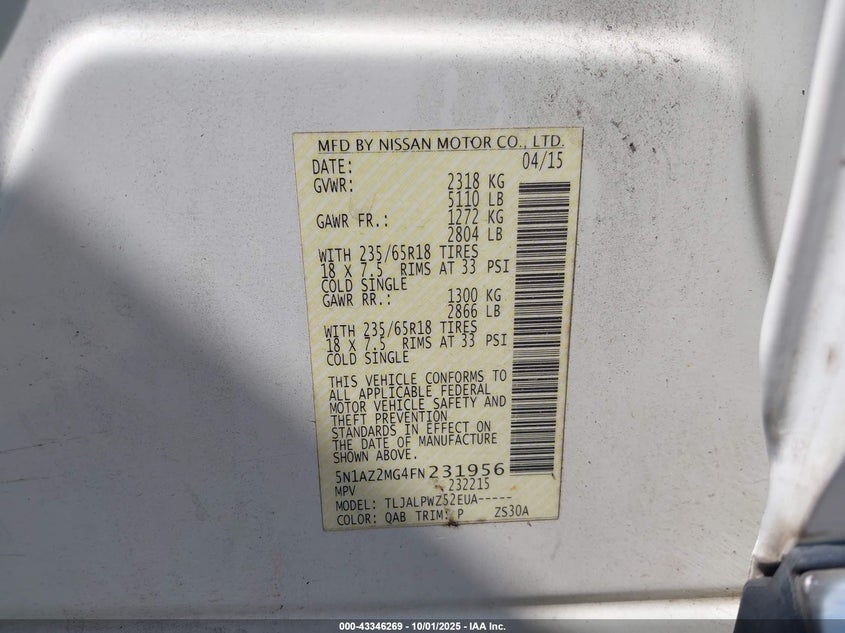 MFD BY NISSAN MOTOR CO., LTD.
DATE: 04/15
GVWR: 2318 KG
5110 LB
GAWR FR.: 1272 KG
2804 LB
WITH 235/65R18 TIRES
18 X 7.5 RIMS AT 33 PSI
COLD SINGLE
GAWR RR.: 1300 KG
2866 LB
WITH 235/65R18 TIRES
18 X 7.5 RIMS AT 33 PSI
COLD SINGLE
THIS VEHICLE CONFORMS TO
ALL APPLICABLE FEDERAL
MOTOR VEHICLE SAFETY AND
THEFT PREVENTION
STANDARDS IN EFFECT ON
THE DATE OF MANUFACTURE
SHOWN ABOVE.
5N1AZ2MG4FN231956
MPV 232215
MODEL: TLJALPWZ52EUA-----
COLOR: QAB TRIM: P ZS30A
000-43346269 - 10/01/2025 - IAA Inc.